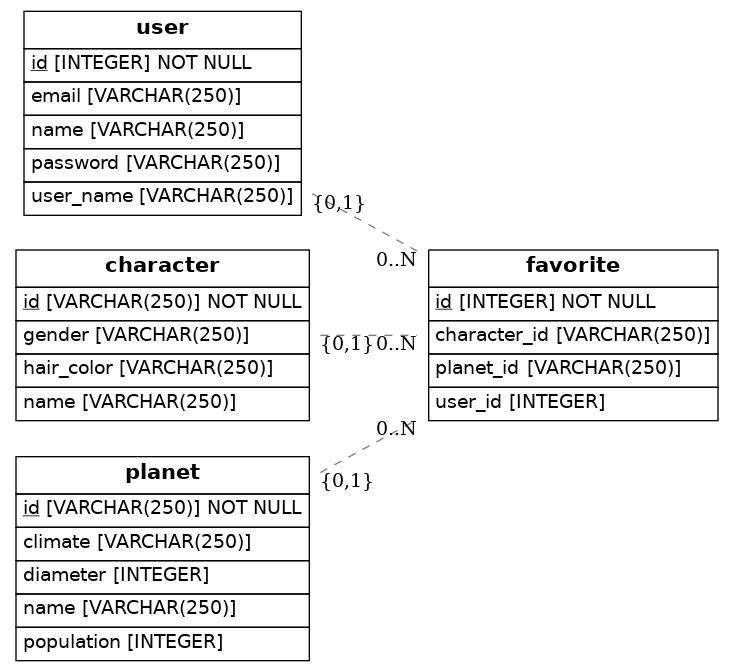 user
id [INTEGER] NOT NULL
email [VARCHAR(250)]
name [VARCHAR(250)]
password [VARCHAR(250)]
user_name [VARCHAR(250)]
{0,1}
0..N
character
id [VARCHAR(250)] NOT NULL
gender [VARCHAR(250)]
hair_color [VARCHAR(250)]
name [VARCHAR(250)]
{0,1}
0..N
favorite
id [INTEGER] NOT NULL
character_id [VARCHAR(250)]
planet_id [VARCHAR(250)]
user_id [INTEGER]
0..N
{0,1}
planet
id [VARCHAR(250)] NOT NULL
climate [VARCHAR(250)]
diameter [INTEGER]
name [VARCHAR(250)]
population [INTEGER]